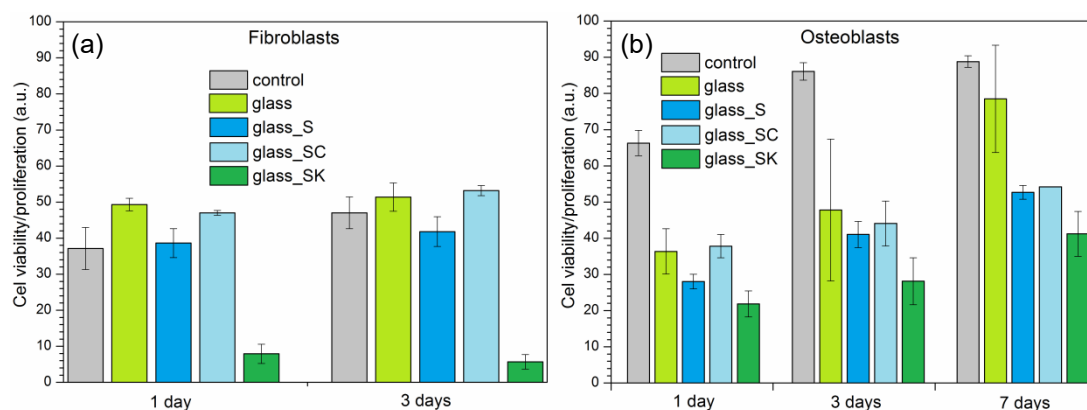 (a)
Fibroblasts
control
glass
glass_S
glass_SC
glass_SK
Cel viability/proliferation (a.u.)
100
90
80
70
60
50
40
30
20
10
0
1 day
3 days
(b)
Osteoblasts
control
glass
glass_S
glass_SC
glass_SK
Cel viability/proliferation (a.u.)
100
90
80
70
60
50
40
30
20
10
0
1 day
3 days
7 days